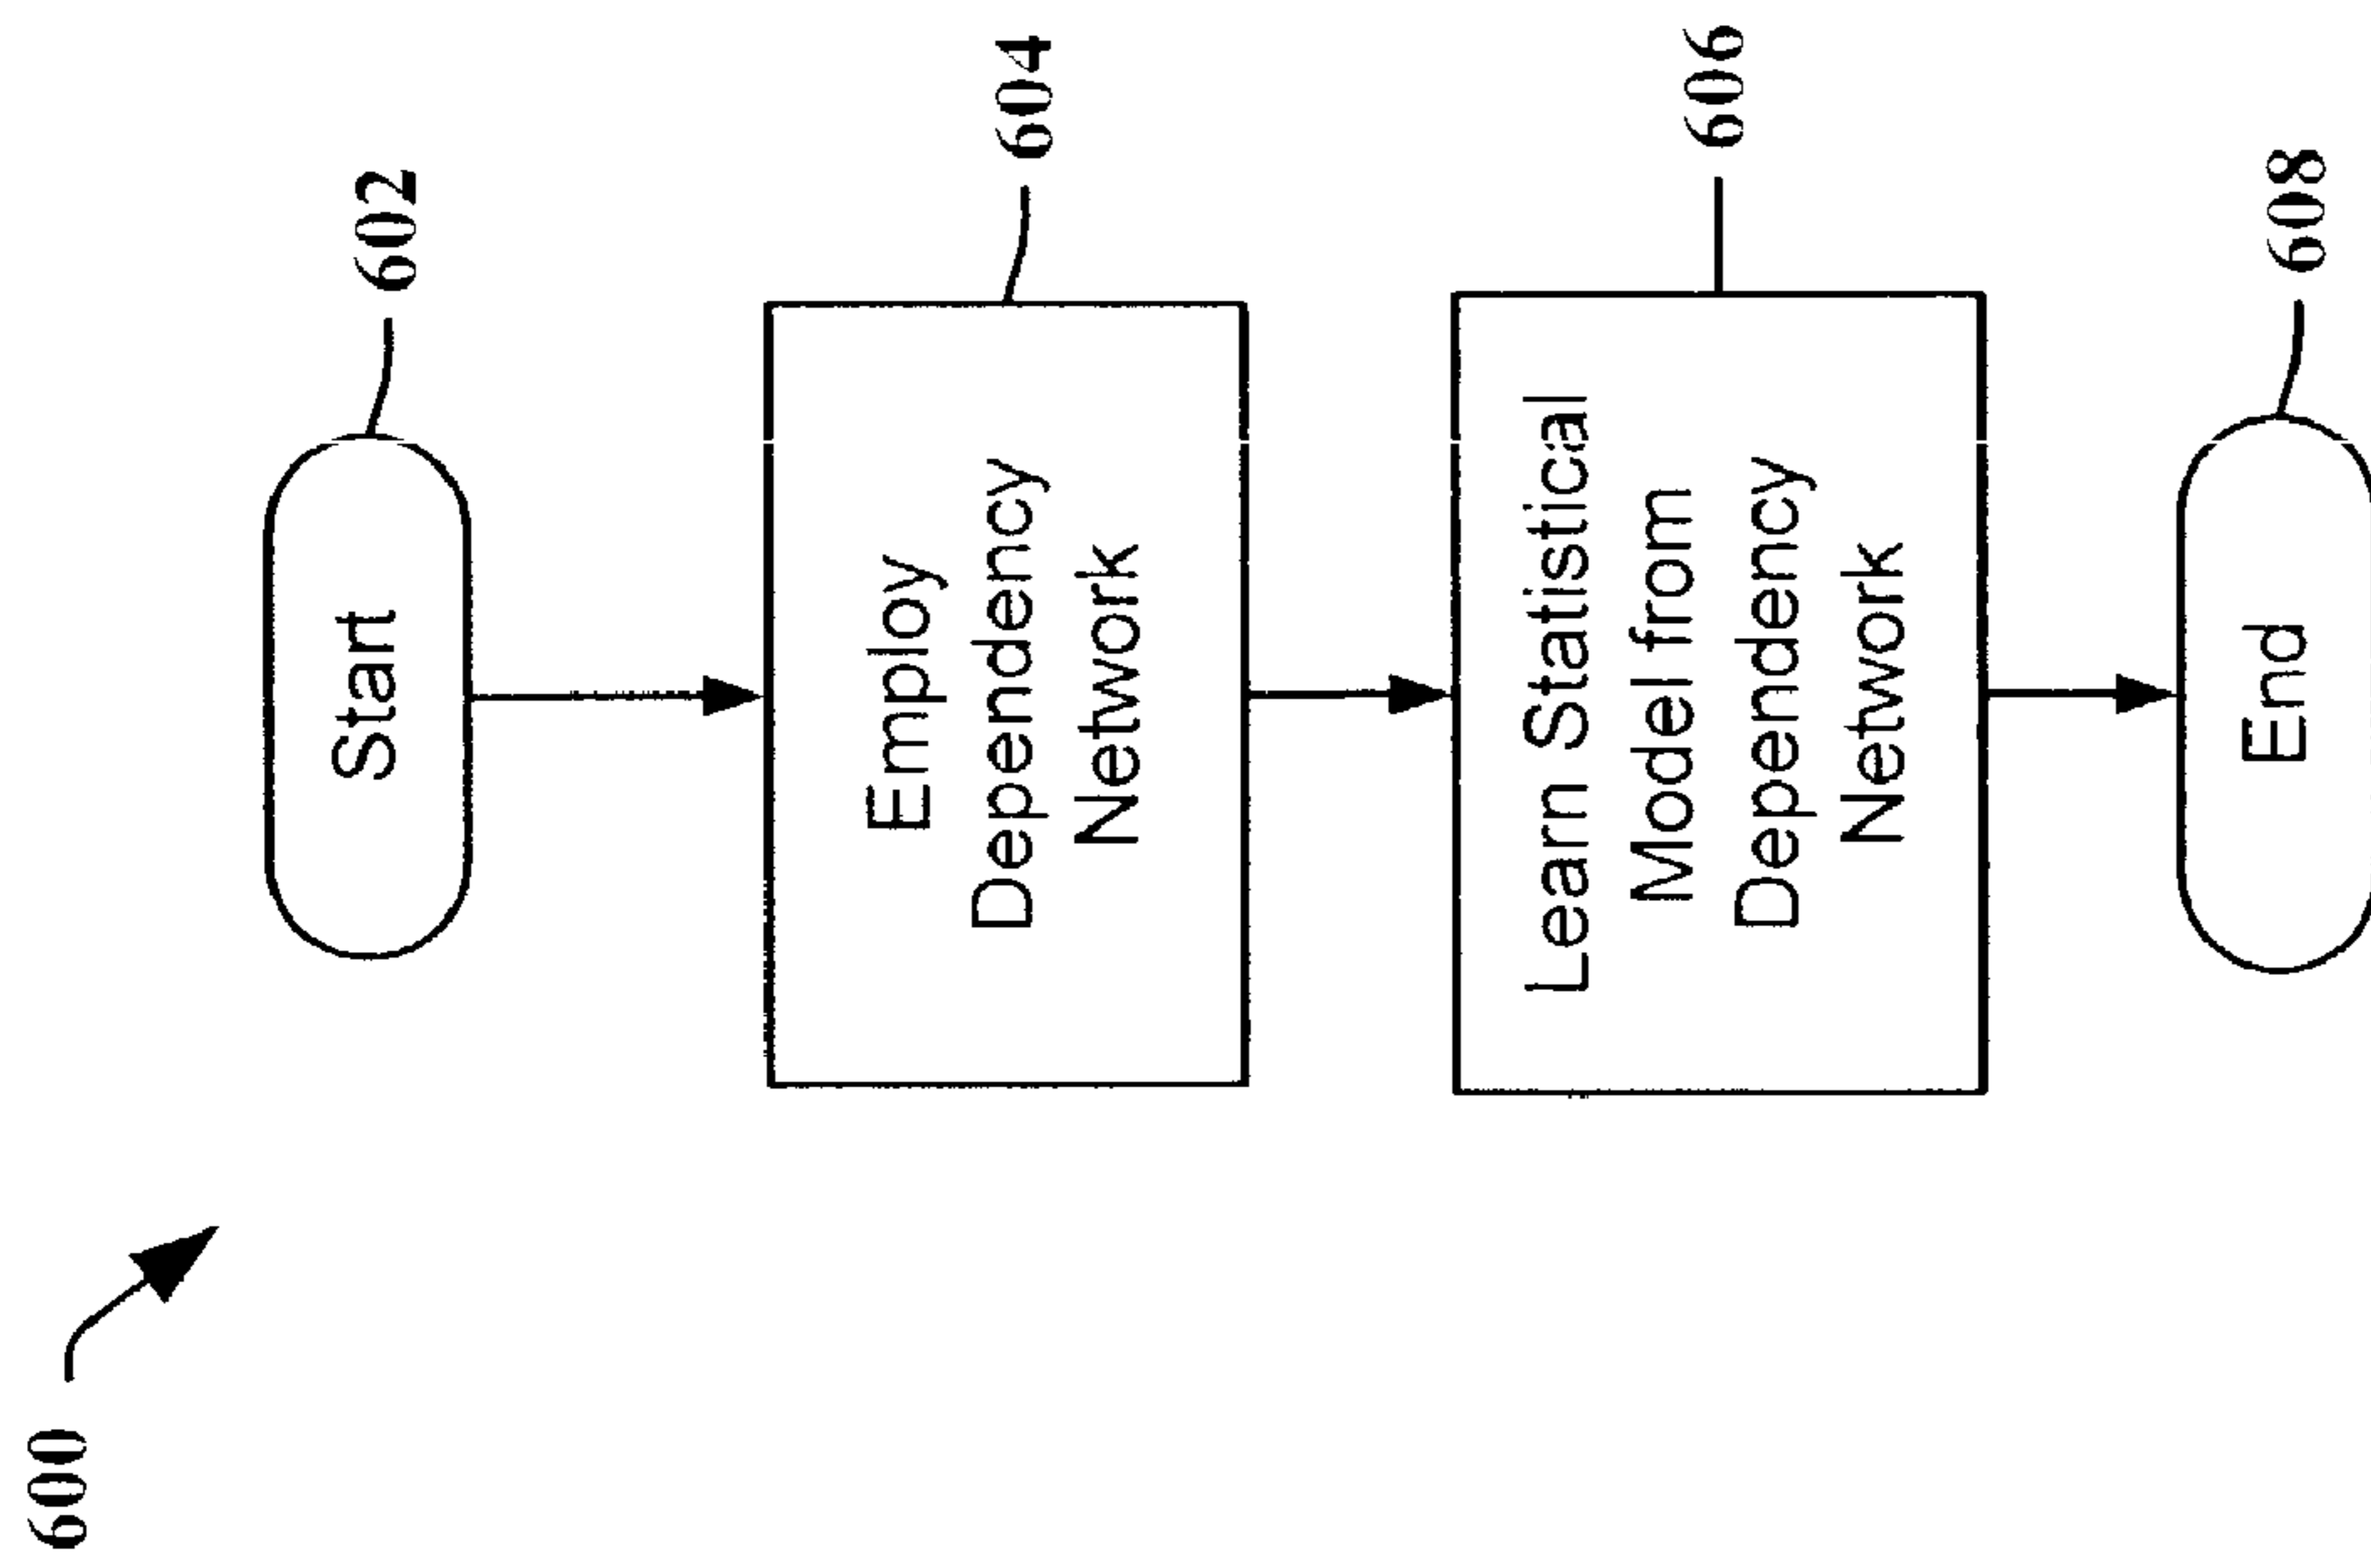 600
602
Start
604
Employ
Dependency
Network
606
Learn Statistical
Model from
Dependency
Network
608
End